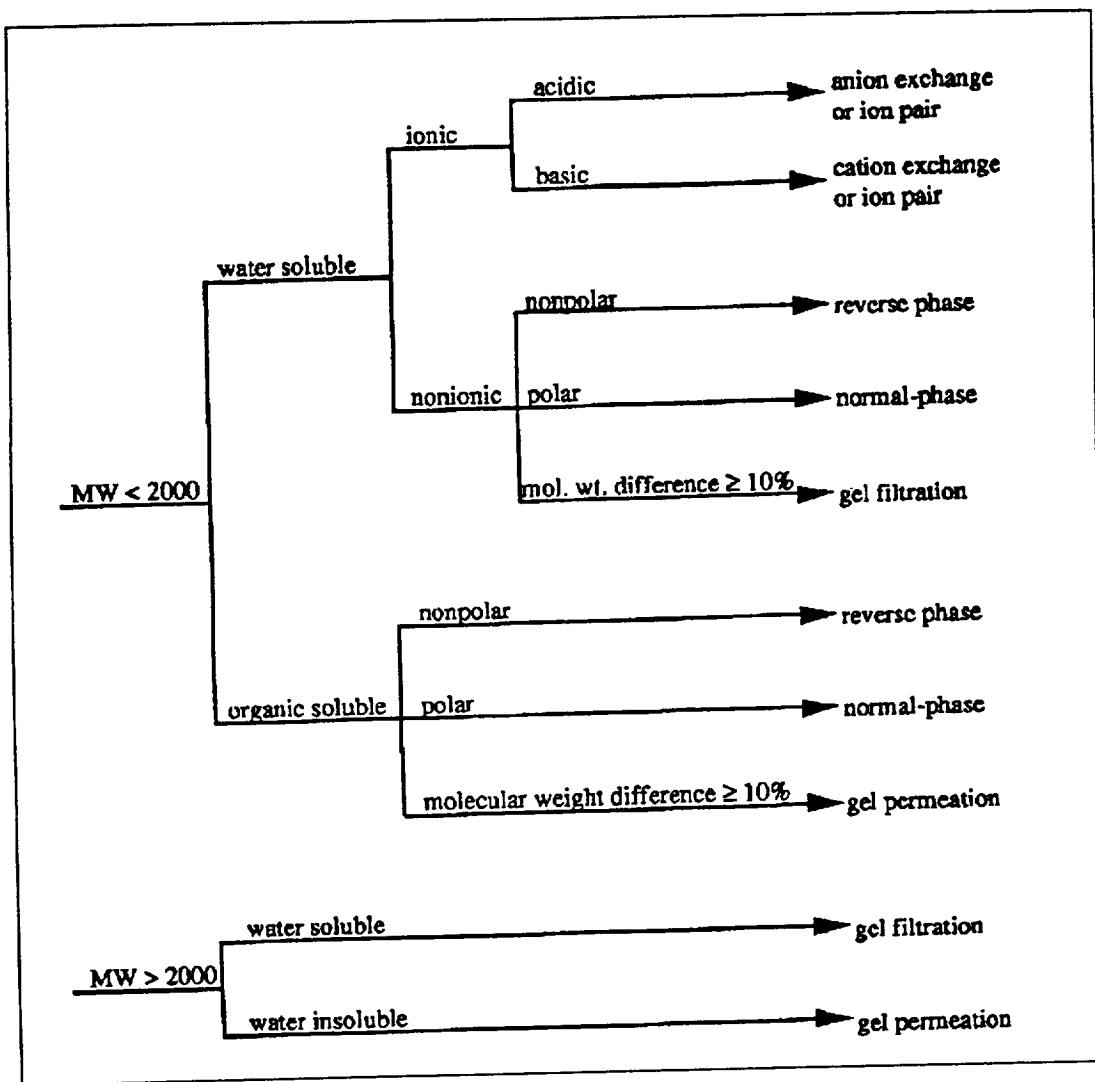 acidic
anion exchange
or ion pair
ionic
basic
cation exchange
or ion pair
water soluble
nonpolar
reverse phase
nonionic
polar
normal-phase
MW < 2000
mol. wt. difference ≥ 10%
gel filtration
nonpolar
reverse phase
organic soluble
polar
normal-phase
molecular weight difference ≥ 10%
gel permeation
water soluble
gel filtration
MW > 2000
water insoluble
gel permeation